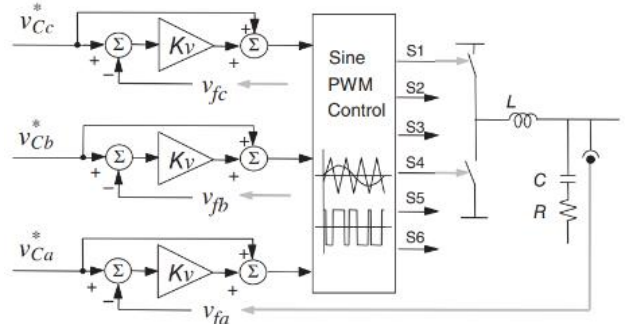 v*Cc
Σ Kv Σ
+ − + +
vfc
v*Cb
Σ Kv Σ
+ − + +
vfb
v*Ca
Σ Kv Σ
+ − + +
vfa
Sine
PWM
Control
S1
S2
S3
S4
S5
S6
L
C
R